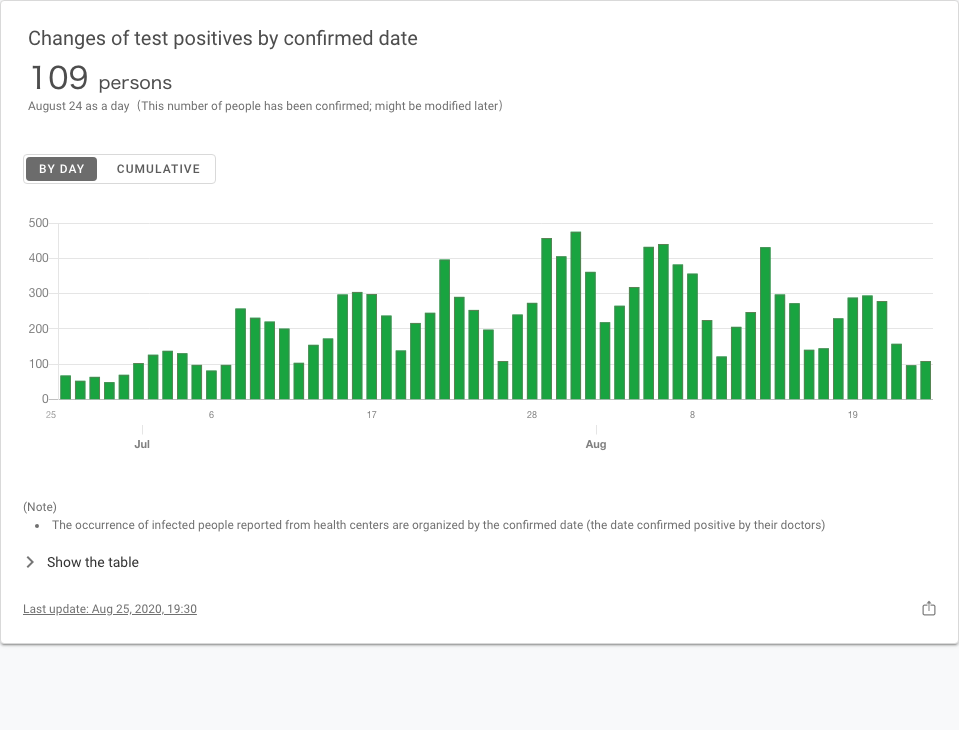 Changes of test positives by confirmed date
109 persons
August 24 as a day（This number of people has been confirmed; might be modified later）
BY DAY CUMULATIVE
500
400
300
200
100
0
25 6 17 28 8 19
Jul Aug
(Note)
• The occurrence of infected people reported from health centers are organized by the confirmed date (the date confirmed positive by their doctors)
Show the table
Last update: Aug 25, 2020, 19:30